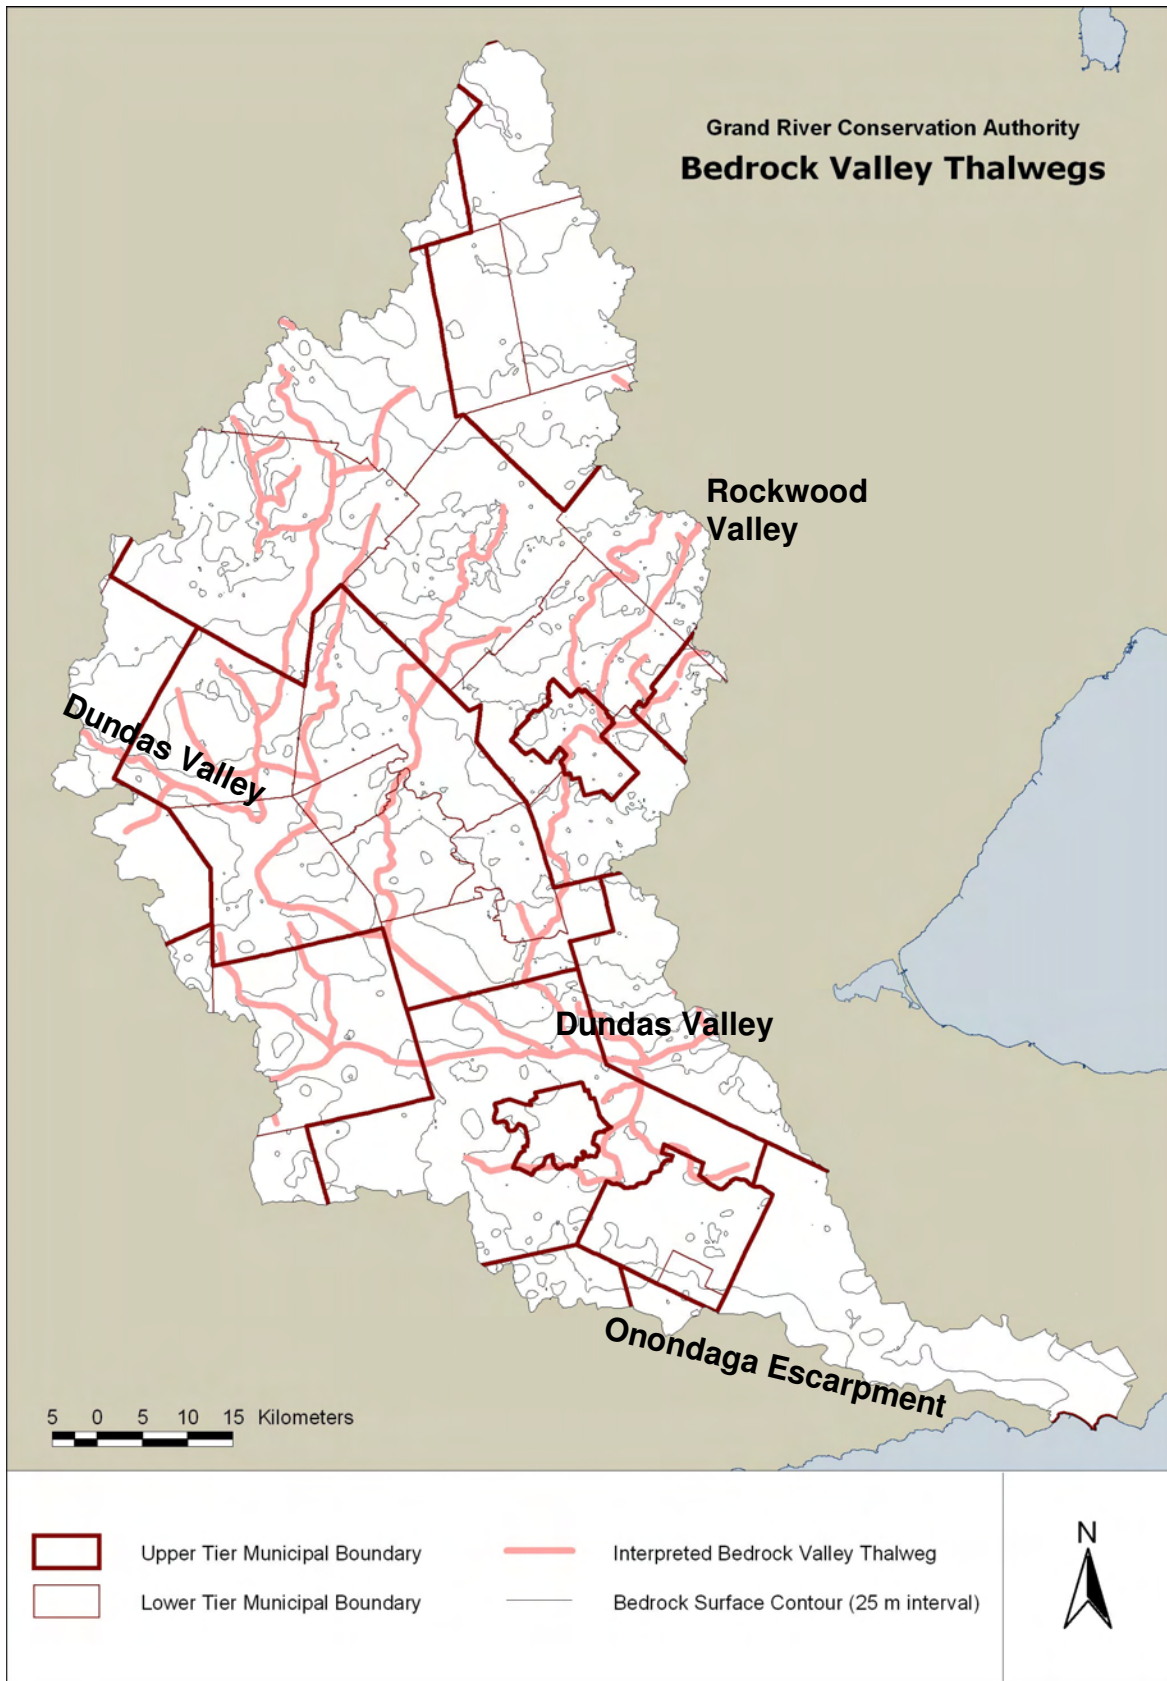 Grand River Conservation Authority
Bedrock Valley Thalwegs
Rockwood
Valley
Dundas Valley
Dundas Valley
Onondaga Escarpment
5 0 5 10 15 Kilometers
Upper Tier Municipal Boundary
Interpreted Bedrock Valley Thalweg
Lower Tier Municipal Boundary
Bedrock Surface Contour (25 m interval)
N